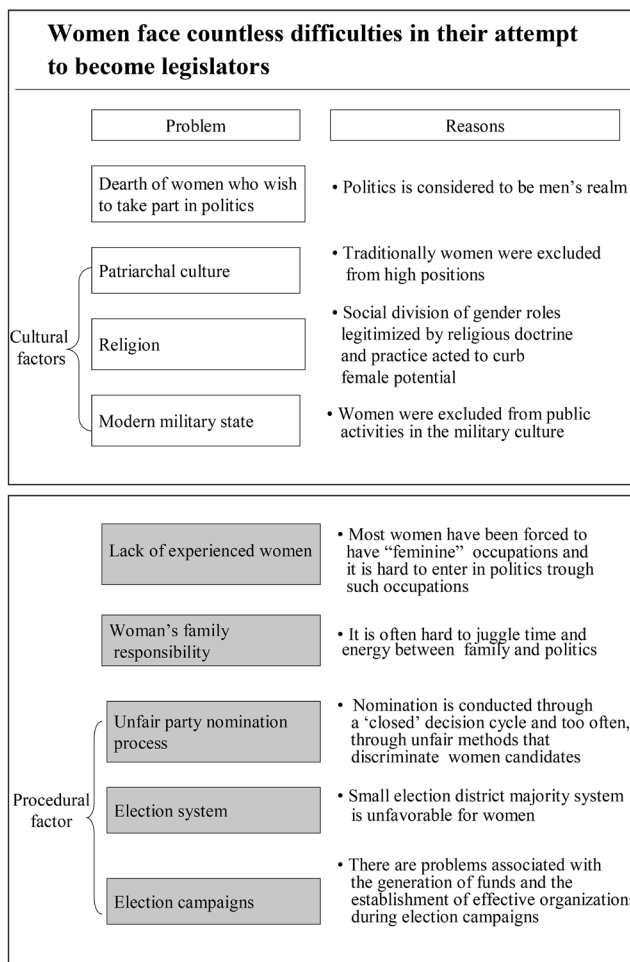 Women face countless difficulties in their attempt
to become legislators
Problem
Reasons
Dearth of women who wish
to take part in politics
• Politics is considered to be men's realm
Cultural
factors
Patriarchal culture
• Traditionally women were excluded
from high positions
Religion
• Social division of gender roles
legitimized by religious doctrine
and practice acted to curb
female potential
Modern military state
• Women were excluded from public
activities in the military culture
Lack of experienced women
• Most women have been forced to
have “feminine” occupations and
it is hard to enter in politics trough
such occupations
Woman's family
responsibility
• It is often hard to juggle time and
energy between family and politics
Procedural
factor
Unfair party nomination
process
• Nomination is conducted through
a ‘closed’ decision cycle and too often,
through unfair methods that
discriminate women candidates
Election system
• Small election district majority system
is unfavorable for women
Election campaigns
• There are problems associated with
the generation of funds and the
establishment of effective organizations
during election campaigns